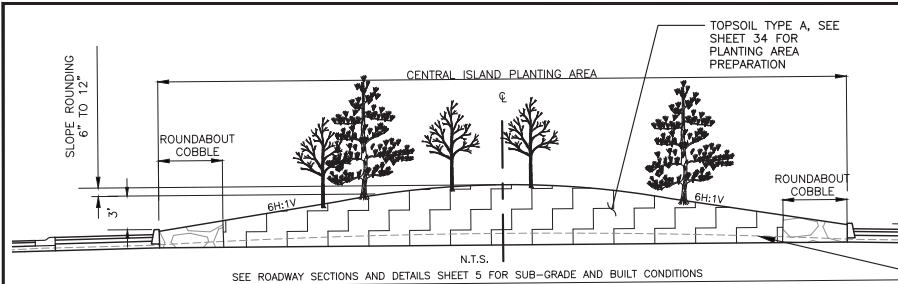 TOPSOIL TYPE A, SEE
SHEET 34 FOR
PLANTING AREA
PREPARATION
CENTRAL ISLAND PLANTING AREA
SLOPE ROUNDING
6" TO 12"
℄
ROUNDABOUT
COBBLE
ROUNDABOUT
COBBLE
6H:1V
6H:1V
3'
N.T.S.
SEE ROADWAY SECTIONS AND DETAILS SHEET 5 FOR SUB-GRADE AND BUILT CONDITIONS